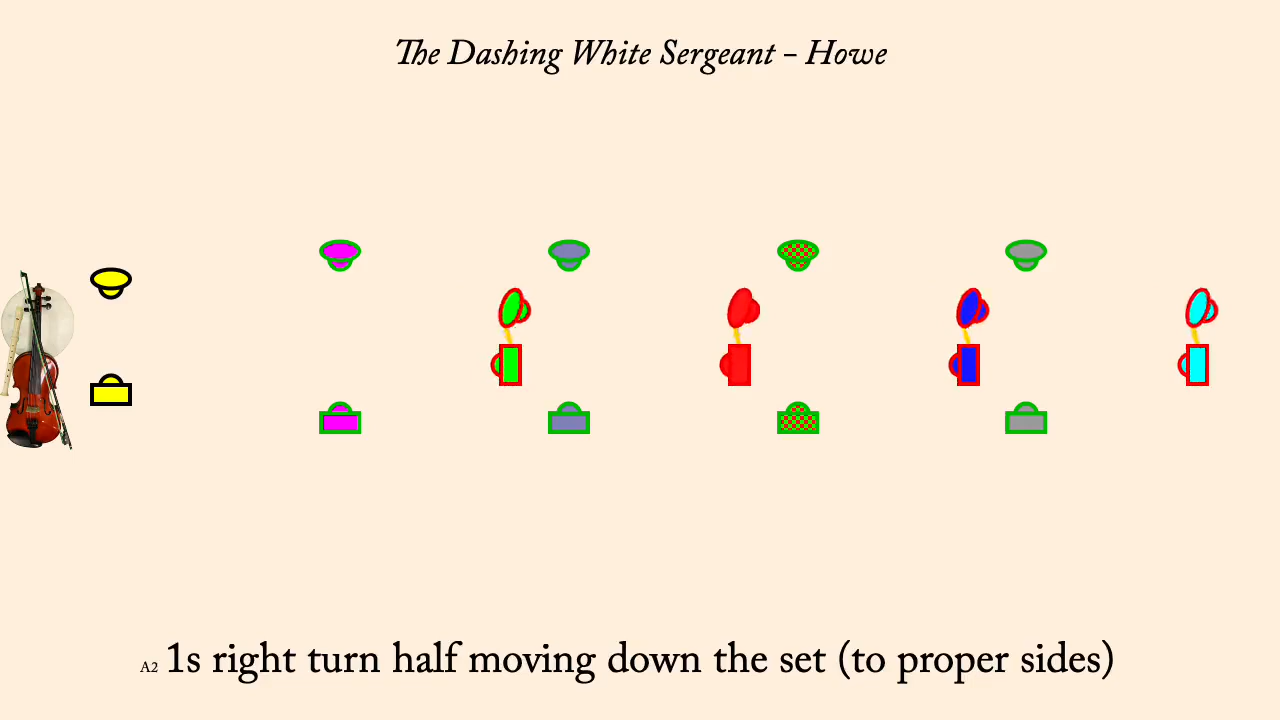 The Dashing White Sergeant – Howe
A2 1s right turn half moving down the set (to proper sides)